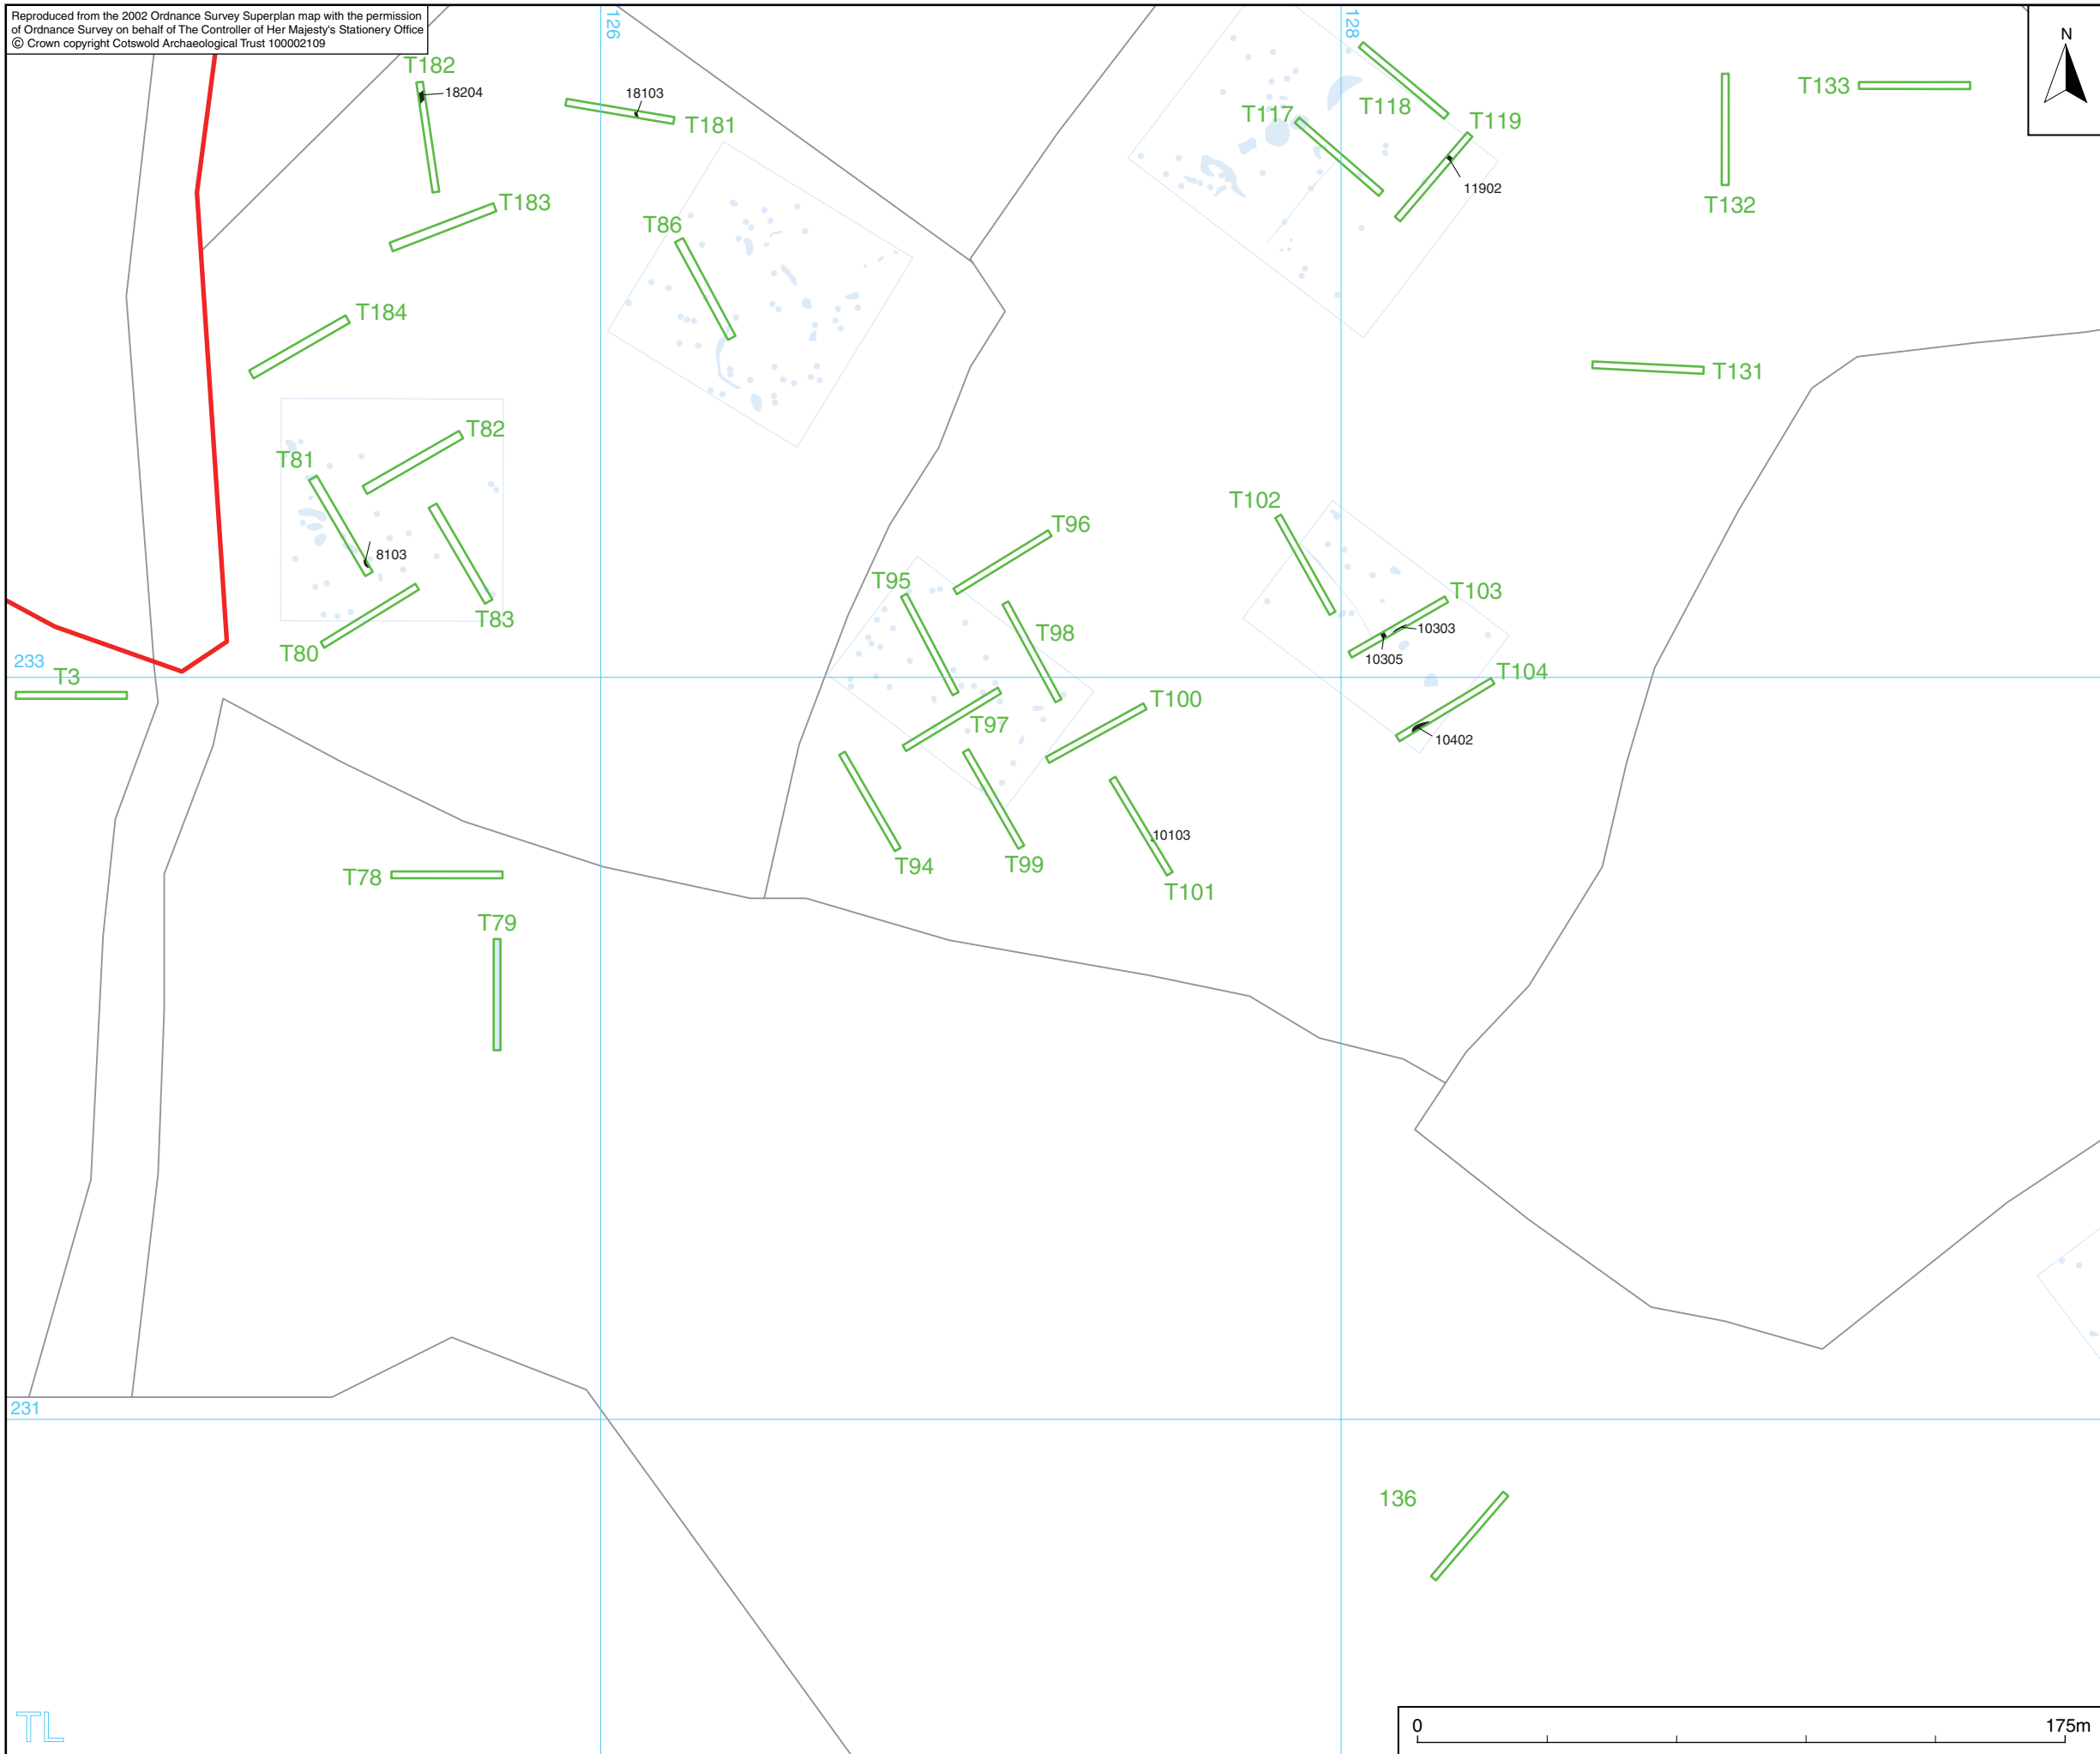 Reproduced from the 2002 Ordnance Survey Superplan map with the permission
of Ordnance Survey on behalf of The Controller of Her Majesty's Stationery Office
© Crown copyright Cotswold Archaeological Trust 100002109
126
128
N
T182
18204
18103
T181
T117
T118
T119
11902
T133
T132
T183
T86
T184
T131
T82
T81
8103
T83
T80
T102
T96
T95
T98
T103
10303
10305
233
T3
T104
10402
T100
T97
T94
T99
10103
T101
T78
T79
231
136
TL
0
175m